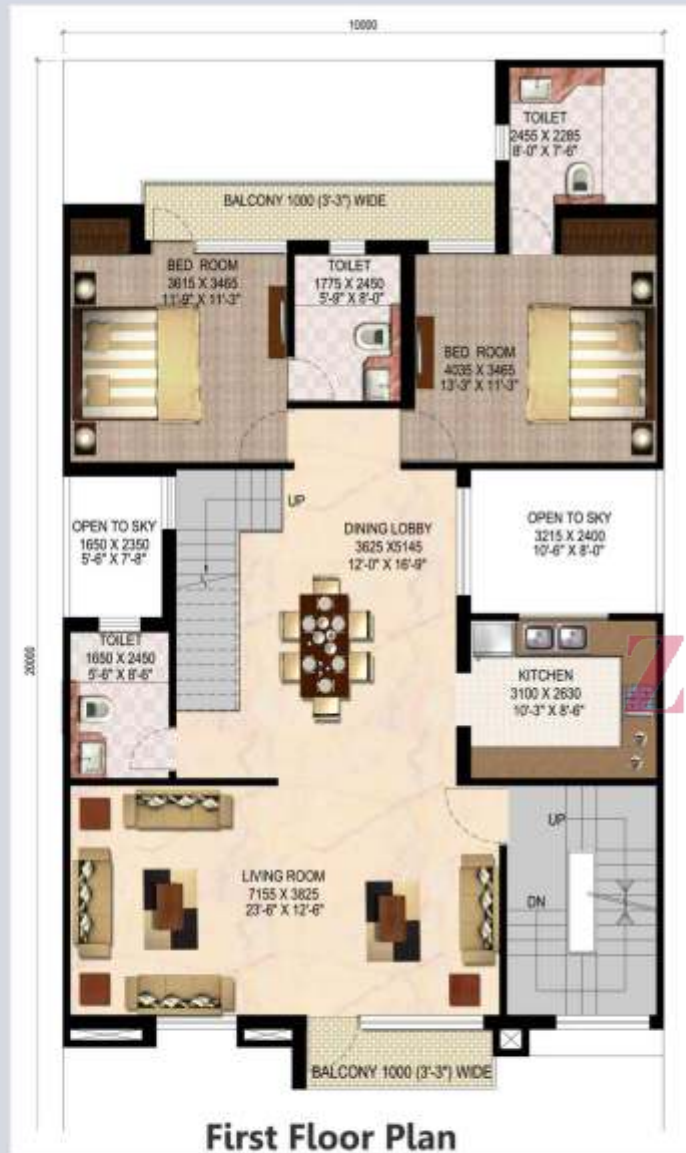 10000
TOILET
2455 X 2285
8'-0" X 7'-6"
BALCONY 1000 (3'-3") WIDE
BED ROOM
3615 X 3465
11'-9" X 11'-3"
TOILET
1775 X 2450
5'-9" X 8'-0"
BED ROOM
4035 X 3465
13'-3" X 11'-3"
UP
OPEN TO SKY
1650 X 2350
5'-6" X 7'-8"
DINING LOBBY
3625 X5145
12'-0" X 16'-9"
OPEN TO SKY
3215 X 2400
10'-6" X 8'-0"
20000
TOILET
1650 X 2450
5'-6" X 8'-6"
KITCHEN
3100 X 2630
10'-3" X 8'-6"
Z
UP
LIVING ROOM
7155 X 3825
23'-6" X 12'-6"
DN
BALCONY 1000 (3'-3") WIDE
First Floor Plan